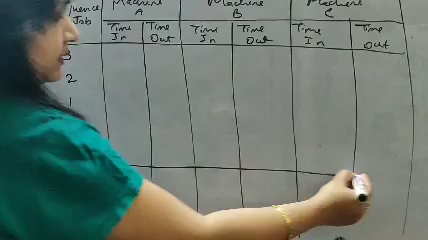 uence Machine Machine Machine
Job A B C
Time Time Time Time Time Time
In Out In Out In Out
3
2
1